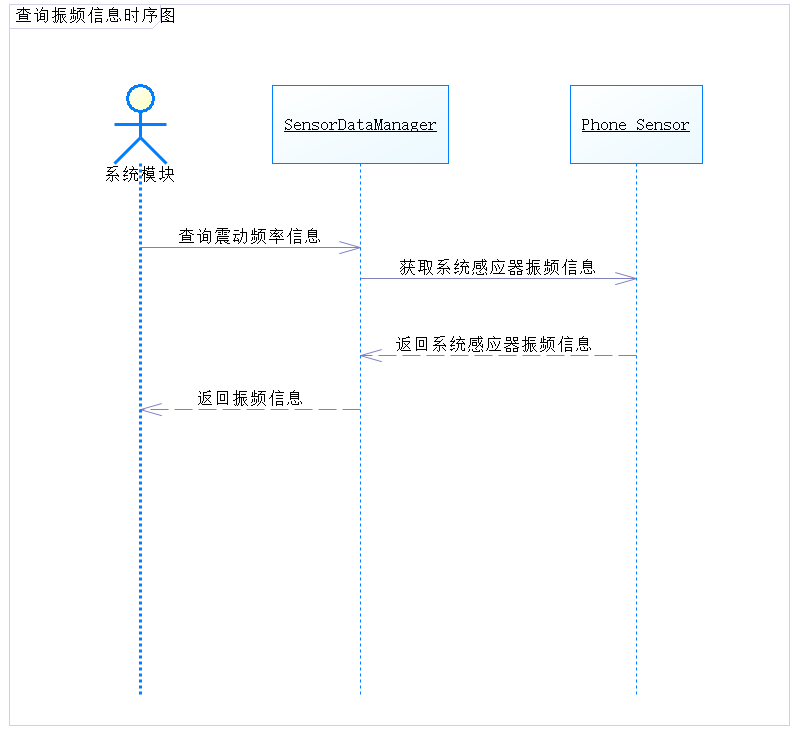 查询振频信息时序图
系统模块
SensorDataManager
Phone Sensor
查询震动频率信息
获取系统感应器振频信息
返回系统感应器振频信息
返回振频信息